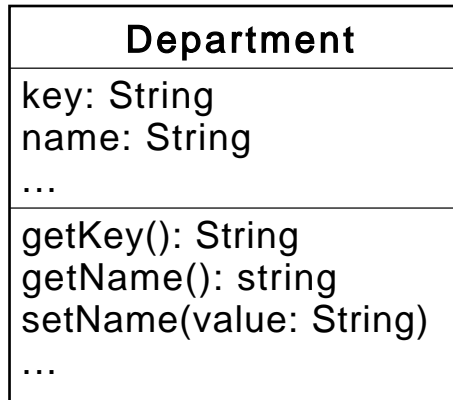 Department
key: String
name: String
...
getKey(): String
getName(): string
setName(value: String)
...